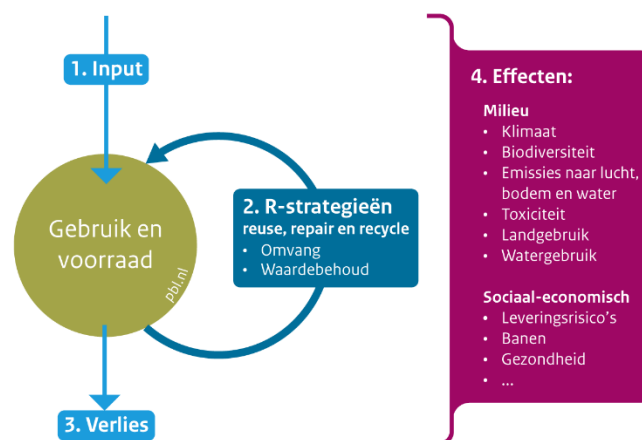 1. Input
Gebruik en
voorraad
pbl.nl
2. R-strategieën
reuse, repair en recycle
• Omvang
• Waardebehoud
3. Verlies
4. Effecten:
Milieu
• Klimaat
• Biodiversiteit
• Emissies naar lucht,
bodem en water
• Toxiciteit
• Landgebruik
• Watergebruik
Sociaal-economisch
• Leveringsrisico's
• Banen
• Gezondheid
• ...